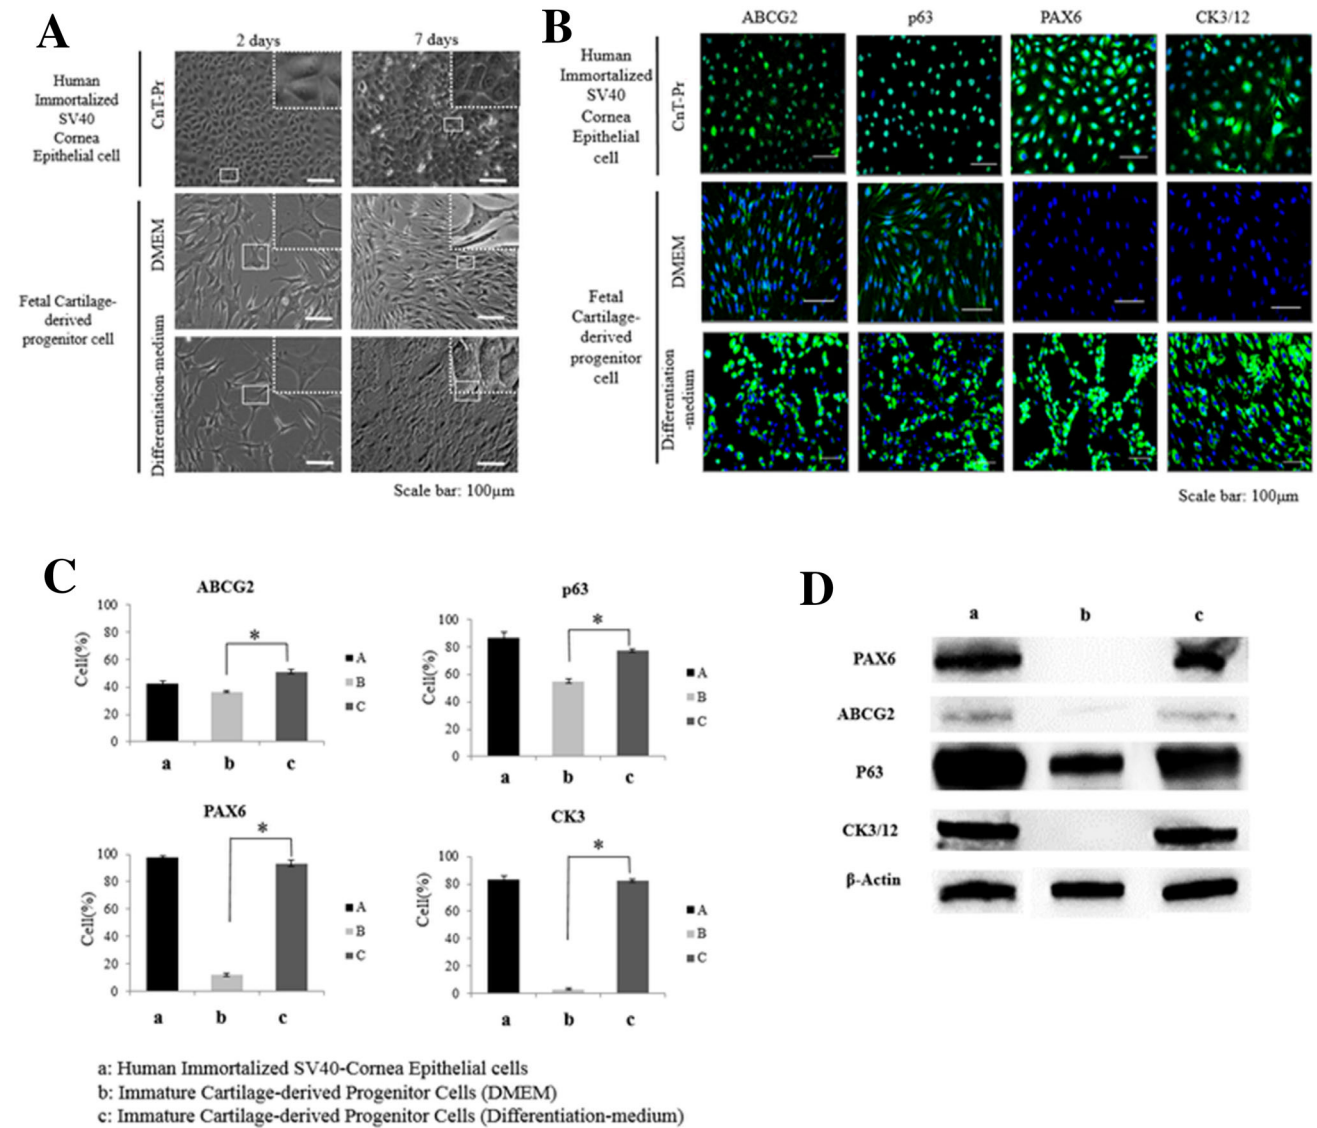 A
2 days
7 days
Human
Immortalized
SV40
Cornea
Epithelial cell
CnT-Pr
DMEM
Fetal Cartilage-
derived
progenitor cell
Differentiation-medium
Scale bar: 100μm
B
ABCG2
p63
PAX6
CK3/12
Human
Immortalized
SV40
Cornea
Epithelial
cell
CnT-Pr
DMEM
Fetal
Cartilage-
derived
progenitor
cell
Differentiation
-medium
Scale bar: 100μm
C
ABCG2
100
80
60
40
20
0
Cell(%)
*
a
b
c
A
B
C
p63
100
80
60
40
20
0
Cell(%)
*
a
b
c
A
B
C
PAX6
100
80
60
40
20
0
Cell(%)
*
a
b
c
A
B
C
CK3
100
80
60
40
20
0
Cell(%)
*
a
b
c
A
B
C
a: Human Immortalized SV40-Cornea Epithelial cells
b: Immature Cartilage-derived Progenitor Cells (DMEM)
c: Immature Cartilage-derived Progenitor Cells (Differentiation-medium)
D
a
b
c
PAX6
ABCG2
P63
CK3/12
β-Actin